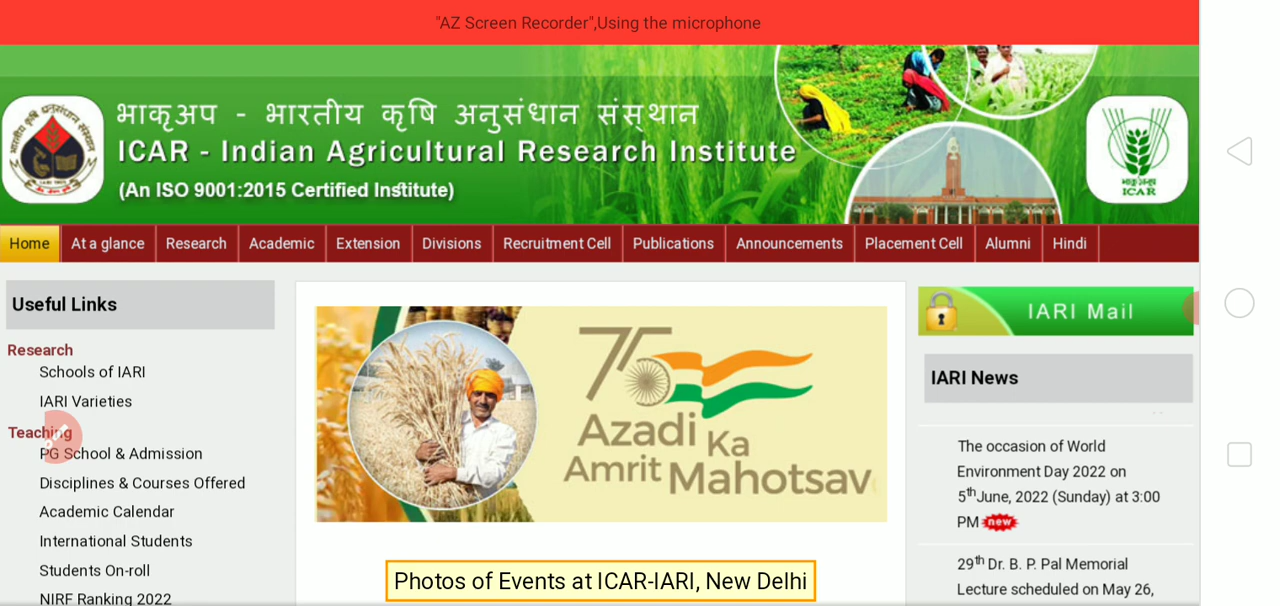 "AZ Screen Recorder",Using the microphone
भाकृअप - भारतीय कृषि अनुसंधान संस्थान
ICAR - Indian Agricultural Research Institute
(An ISO 9001:2015 Certified Institute)
ICAR
Home At a glance Research Academic Extension Divisions Recruitment Cell Publications Announcements Placement Cell Alumni Hindi
Useful Links
Research
Schools of IARI
IARI Varieties
Teaching
PG School & Admission
Disciplines & Courses Offered
Academic Calendar
International Students
Students On-roll
NIRF Ranking 2022
75
Azadi Ka
Amrit Mahotsav
Photos of Events at ICAR-IARI, New Delhi
IARI Mail
IARI News
The occasion of World
Environment Day 2022 on
5th June, 2022 (Sunday) at 3:00
PM new
29th Dr. B. P. Pal Memorial
Lecture scheduled on May 26,